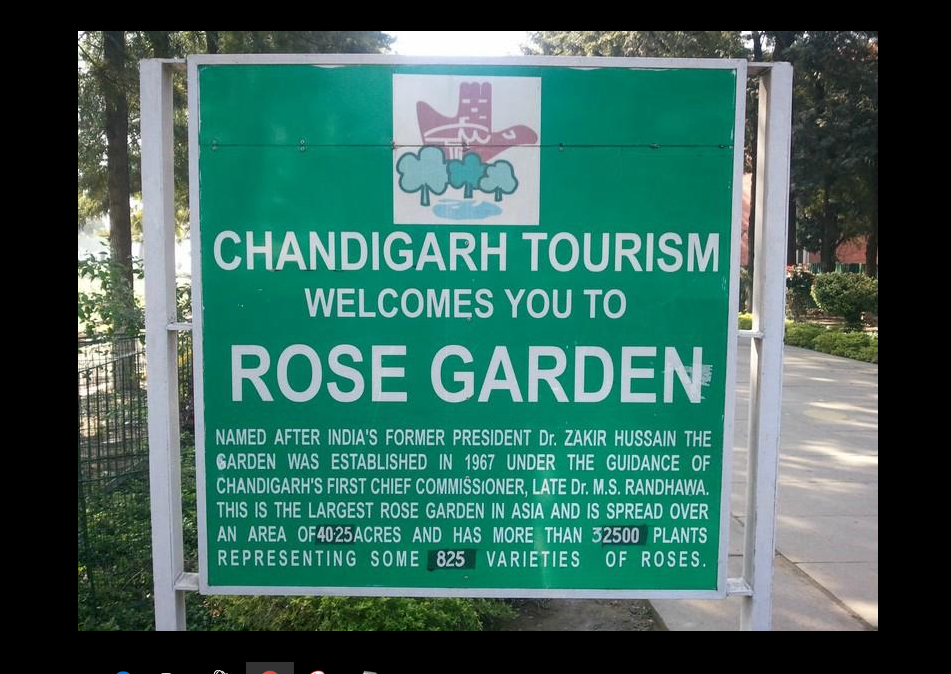 CHANDIGARH TOURISM
WELCOMES YOU TO
ROSE GARDEN
NAMED AFTER INDIA'S FORMER PRESIDENT Dr. ZAKIR HUSSAIN THE
GARDEN WAS ESTABLISHED IN 1967 UNDER THE GUIDANCE OF
CHANDIGARH'S FIRST CHIEF COMMISSIONER, LATE Dr. M.S. RANDHAWA.
THIS IS THE LARGEST ROSE GARDEN IN ASIA AND IS SPREAD OVER
AN AREA OF 40·25 ACRES AND HAS MORE THAN 32500 PLANTS
REPRESENTING SOME 825 VARIETIES OF ROSES.